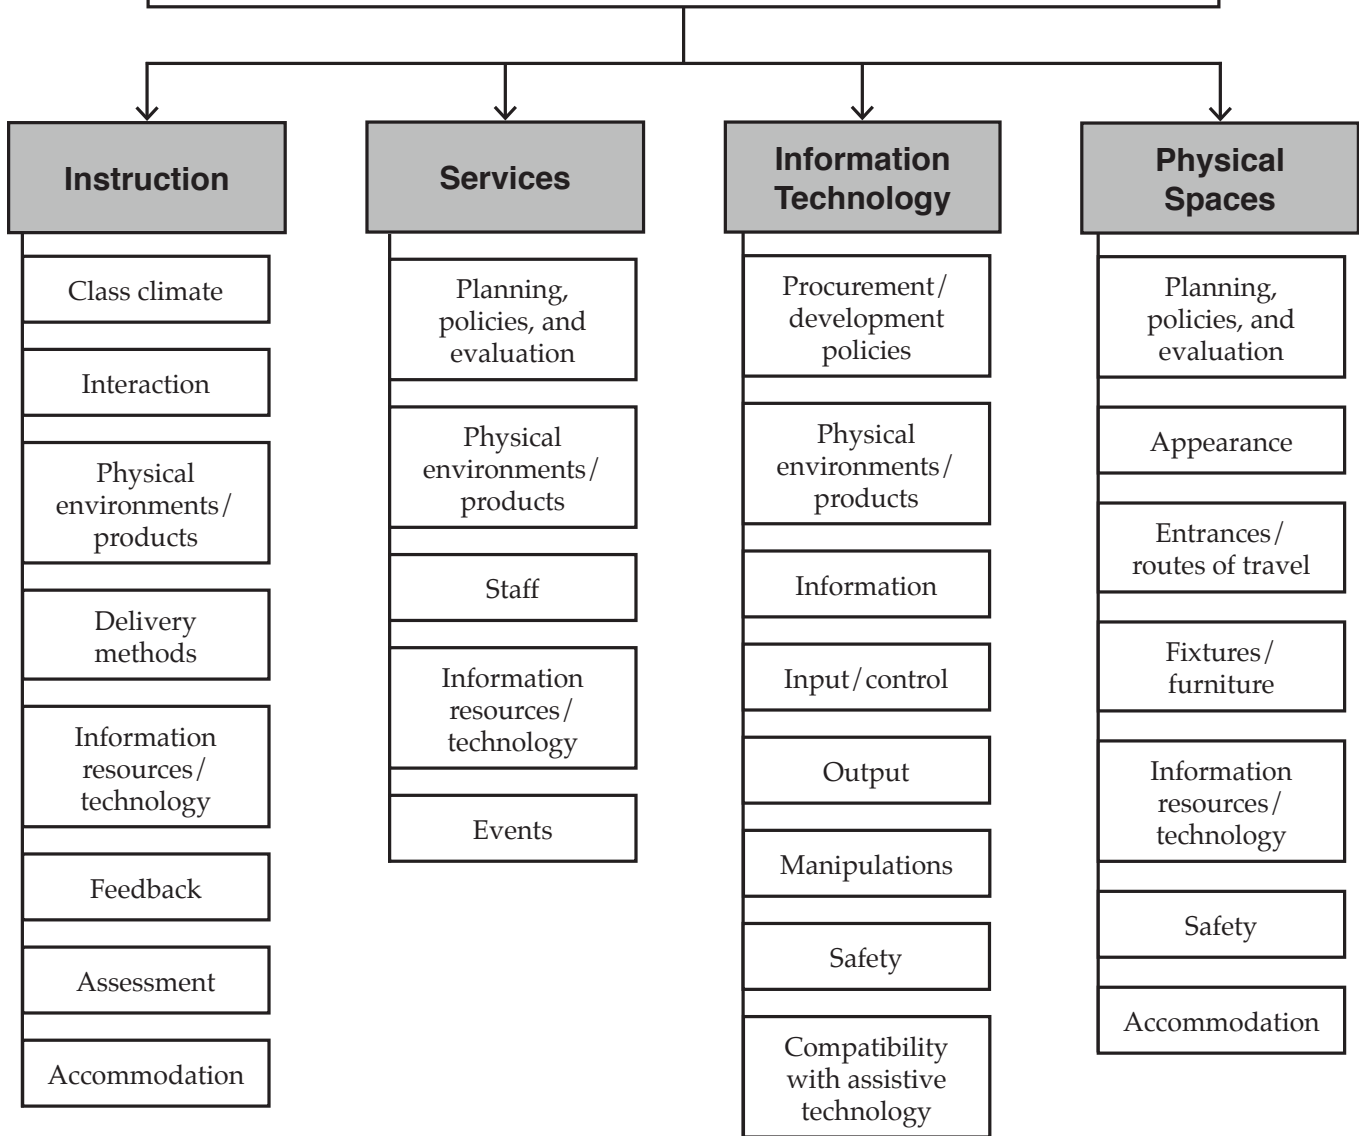 Instruction
Class climate
Interaction
Physical
environments/
products
Delivery
methods
Information
resources/
technology
Feedback
Assessment
Accommodation
Services
Planning,
policies, and
evaluation
Physical
environments/
products
Staff
Information
resources/
technology
Events
Information
Technology
Procurement/
development
policies
Physical
environments/
products
Information
Input/control
Output
Manipulations
Safety
Compatibility
with assistive
technology
Physical
Spaces
Planning,
policies, and
evaluation
Appearance
Entrances/
routes of travel
Fixtures/
furniture
Information
resources/
technology
Safety
Accommodation